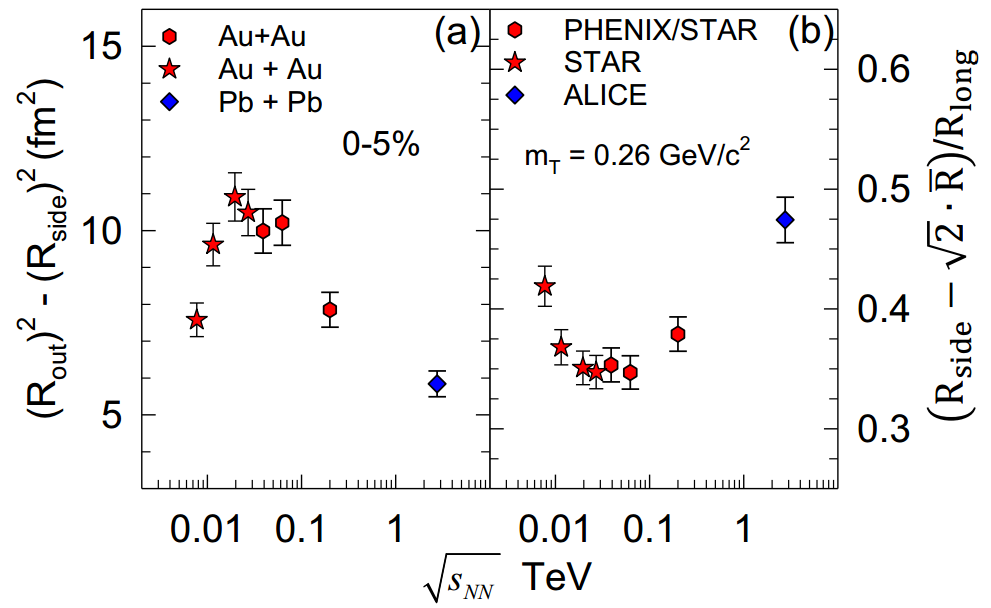 (a)
Au+Au
Au + Au
Pb + Pb
0-5%
15
10
5
(R_out)^2 - (R_side)^2 (fm^2)
0.01 0.1 1
(b)
PHENIX/STAR
STAR
ALICE
m_T = 0.26 GeV/c^2
0.6
0.5
0.4
0.3
(R_side − √2 · R̅)/R_long
0.01 0.1 1
√s_NN TeV